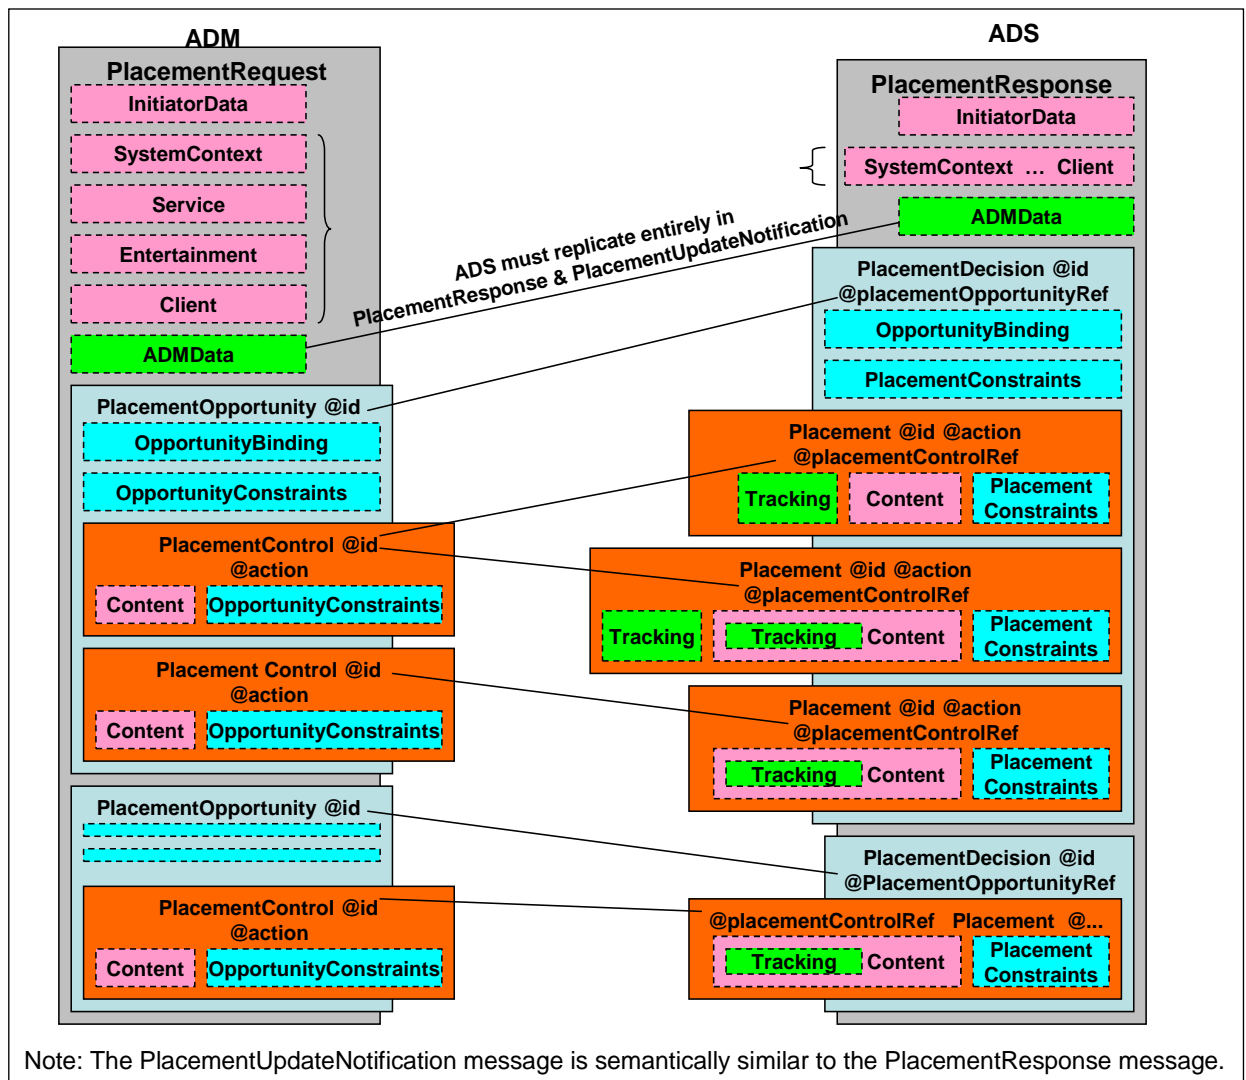 ADM
PlacementRequest
InitiatorData
SystemContext
Service
Entertainment
Client
ADMData
PlacementOpportunity @id
OpportunityBinding
OpportunityConstraints
PlacementControl @id
@action
Content
OpportunityConstraints
Placement Control @id
@action
Content
OpportunityConstraints
PlacementOpportunity @id
PlacementControl @id
@action
Content
OpportunityConstraints
ADS must replicate entirely in
PlacementResponse & PlacementUpdateNotification
ADS
PlacementResponse
InitiatorData
SystemContext ... Client
ADMData
PlacementDecision @id
@placementOpportunityRef
OpportunityBinding
PlacementConstraints
Placement @id @action
@placementControlRef
Tracking
Content
Placement
Constraints
Placement @id @action
@placementControlRef
Tracking
Tracking
Content
Placement
Constraints
Placement @id @action
@placementControlRef
Tracking
Content
Placement
Constraints
PlacementDecision @id
@PlacementOpportunityRef
@placementControlRef Placement @...
Tracking
Content
Placement
Constraints
Note: The PlacementUpdateNotification message is semantically similar to the PlacementResponse message.